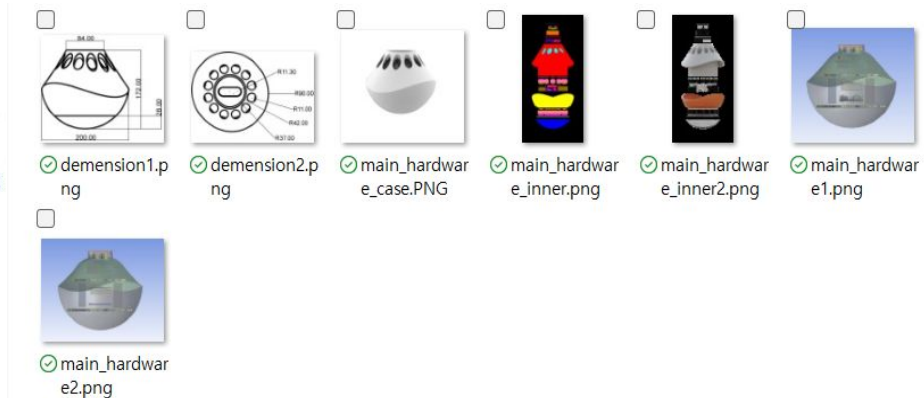 84.00
172.00
28.00
200.00
R11.30
R90.00
R11.00
R42.00
R37.00
demension1.p
ng
demension2.p
ng
main_hardwar
e_case.PNG
main_hardwar
e_inner.png
main_hardwar
e_inner2.png
main_hardwar
e1.png
main_hardwar
e2.png